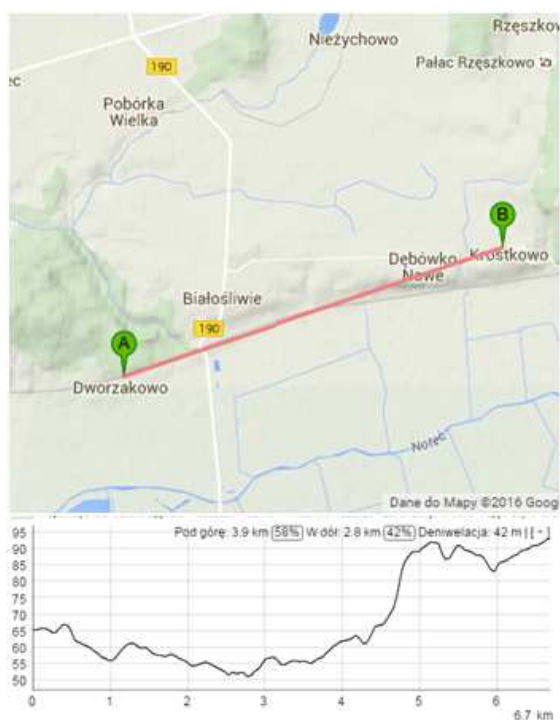 Rzeszkow
Nieżychowo
190
Pałac Rzęszkowo
ec
Pobórka
Wielka
B
Dębówko
Nowe
Krostkowo
Białośliwie
190
A
Dworzakowo
Noteć
Dane do Mapy ©2016 Goog
Pod górę: 3.9 km 58% W dół: 2.8 km 42% Deniwelacja: 42 m | [ - ]
95
90
85
80
75
70
65
60
55
50
0 1 2 3 4 5 6
6.7 km